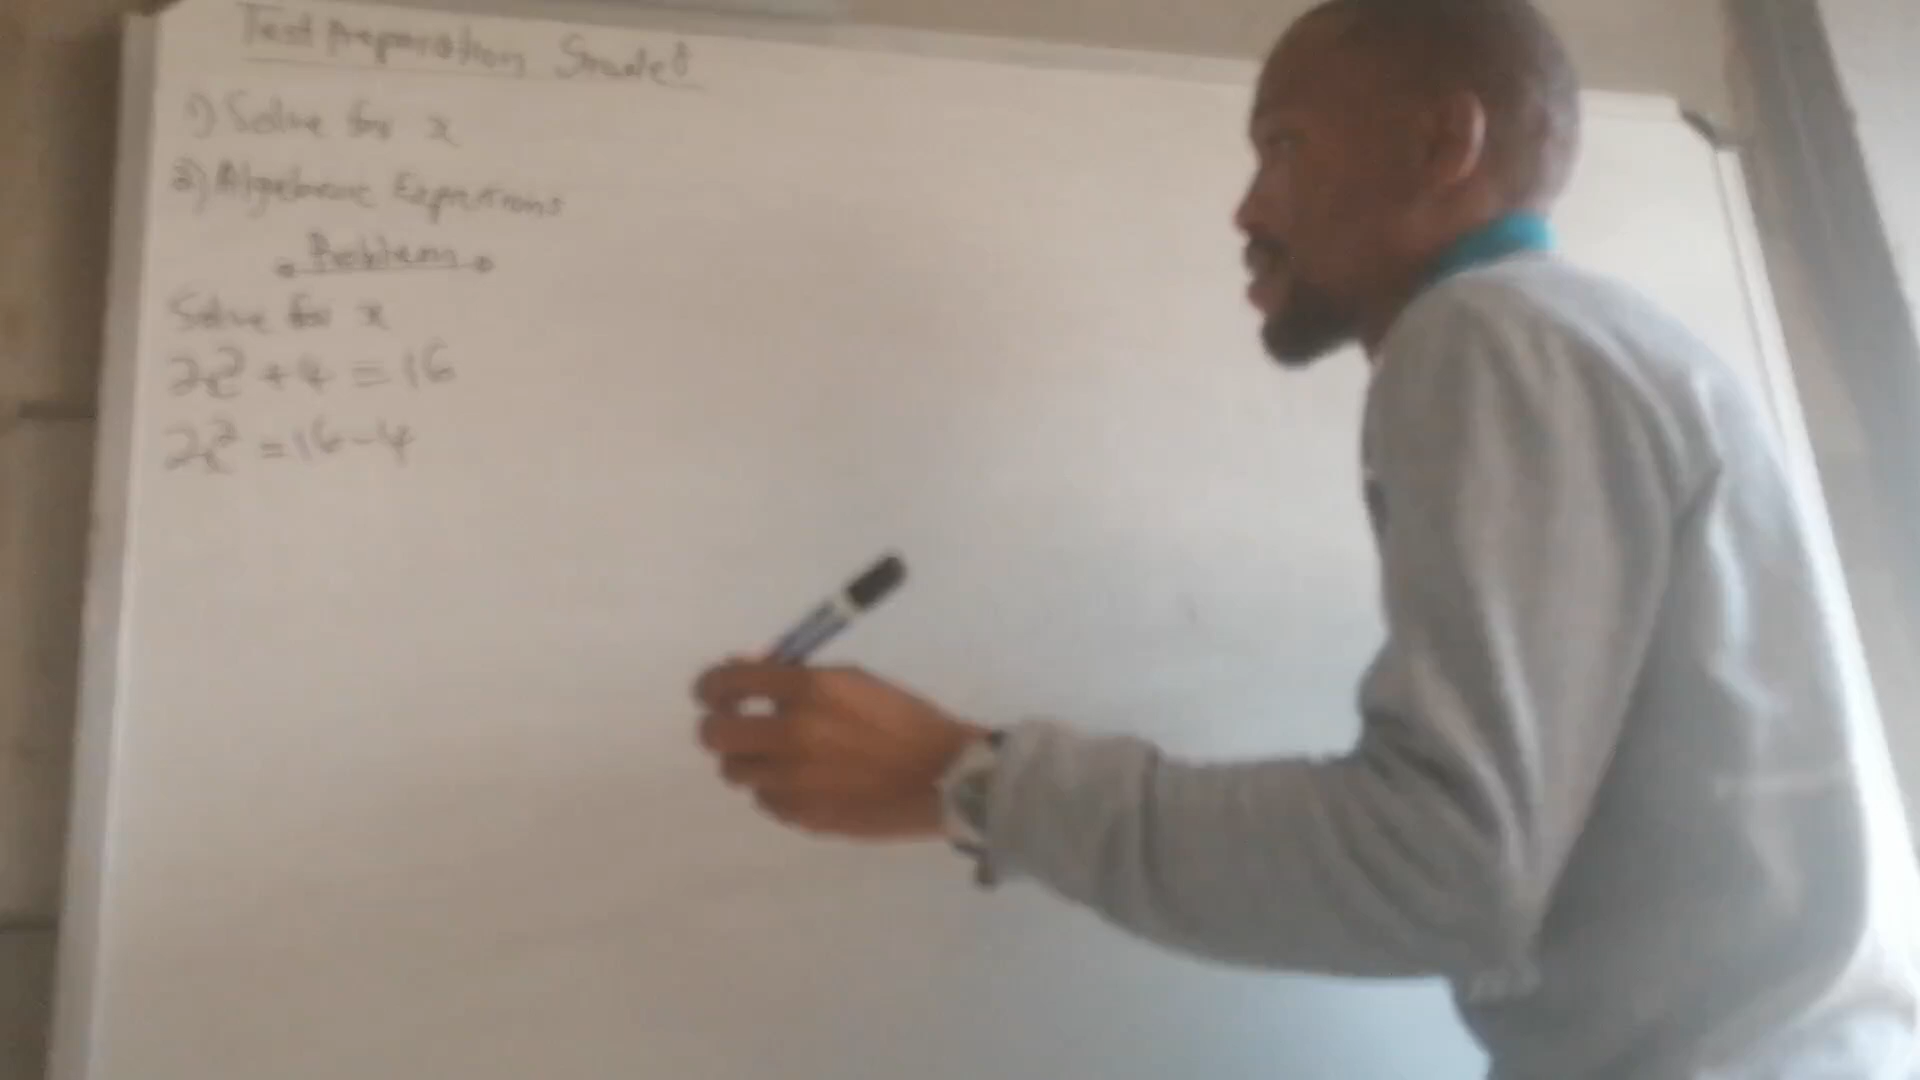 Test preparation Grade 8
1) Solve for x
2) Algebraic Expressions
Problems
Solve for x
2x² + 4 = 16
2x² = 16 - 4